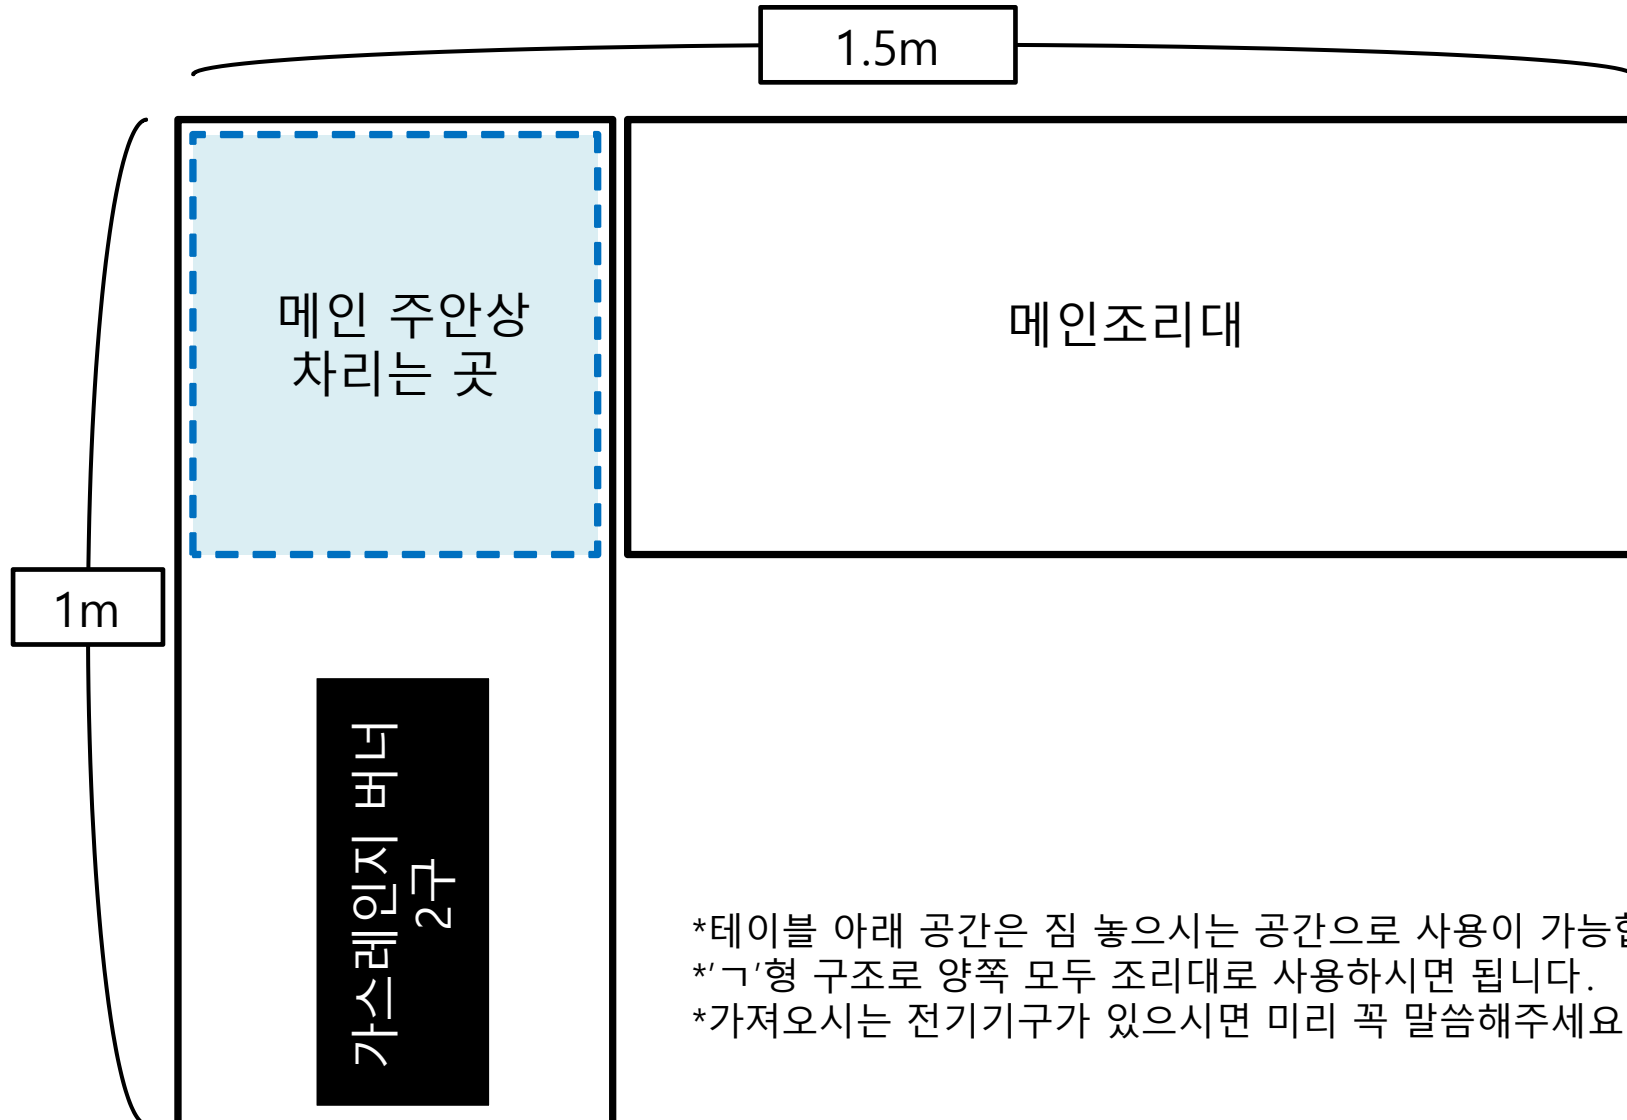 1.5m
메인 주안상
차리는 곳
메인조리대
1m
가스레인지 버너
2구
*테이블 아래 공간은 짐 놓으시는 공간으로 사용이
*'ㄱ'형 구조로 양쪽 모두 조리대로 사용하시면 됩니다.
*가져오시는 전기기구가 있으시면 미리 꼭 말씀해주세요